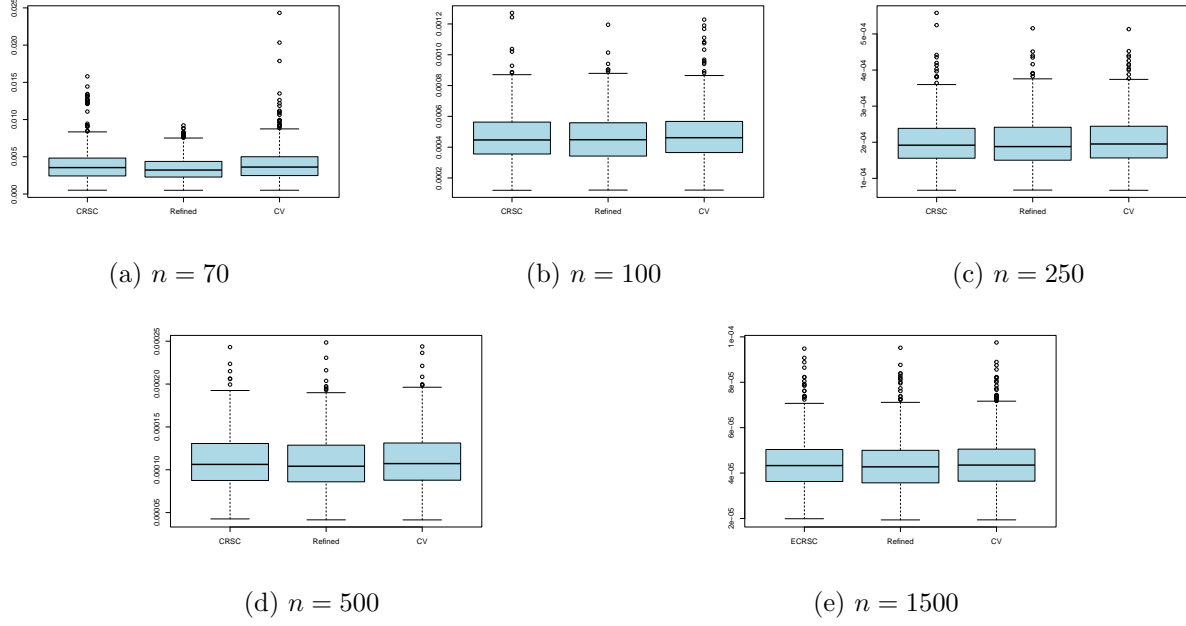 0.025
0.020
0.015
0.010
0.005
0.000
CRSC Refined CV
(a) n = 70
0.0012
0.0010
0.0008
0.0006
0.0004
0.0002
CRSC Refined CV
(b) n = 100
5e-04
4e-04
3e-04
2e-04
1e-04
CRSC Refined CV
(c) n = 250
0.00025
0.00020
0.00015
0.00010
0.00005
CRSC Refined CV
(d) n = 500
1e-04
8e-05
6e-05
4e-05
2e-05
ECRSC Refined CV
(e) n = 1500